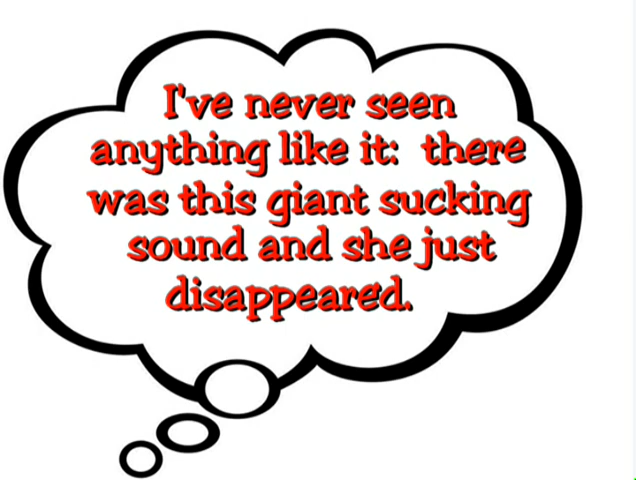 I've never seen
anything like it:  there
was this giant sucking
sound and she just
disappeared.